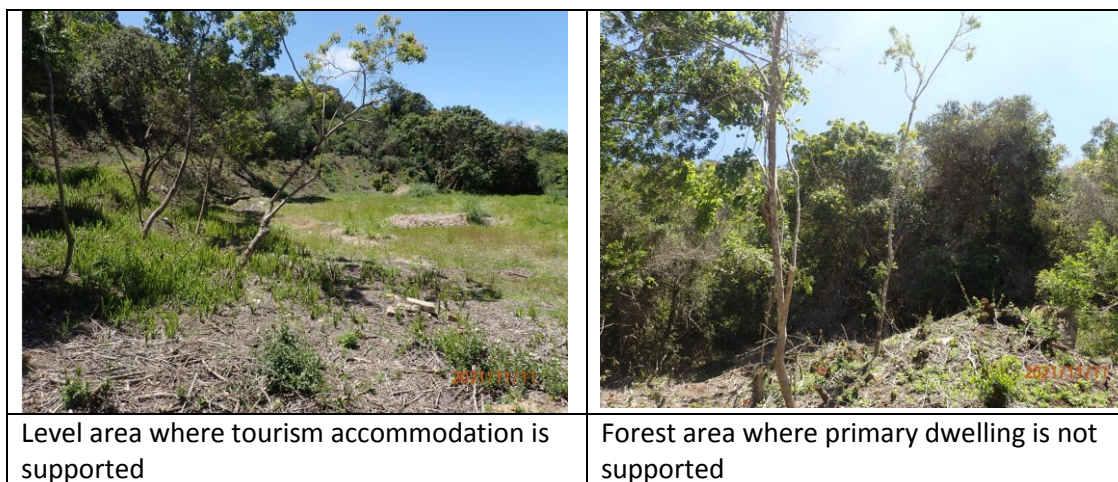 2021/11/11
2021/11/11
Level area where tourism accommodation is
supported
Forest area where primary dwelling is not
supported